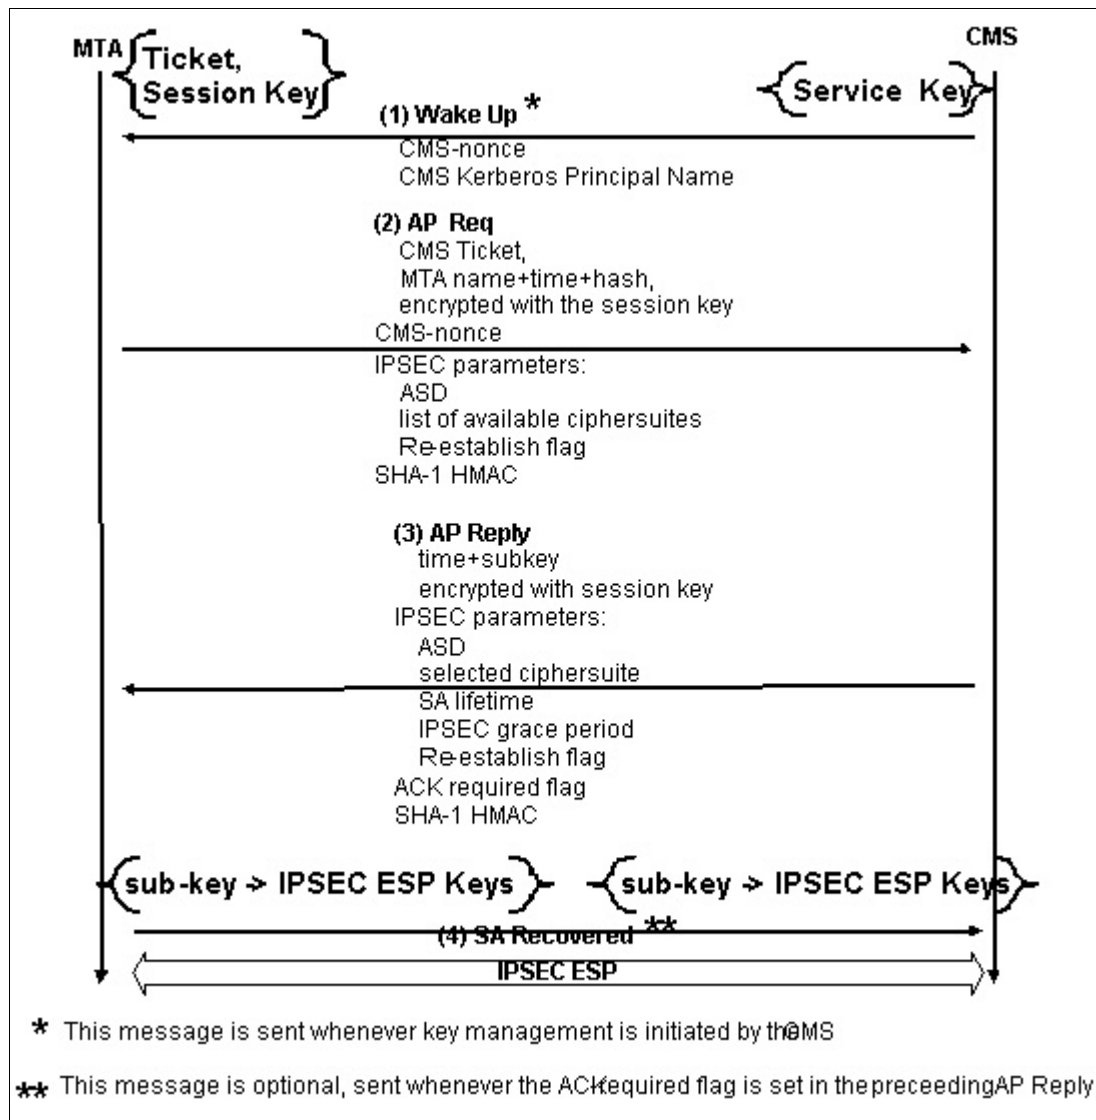 MTA
CMS
Ticket,
Session Key
Service Key
(1) Wake Up *
CMS-nonce
CMS Kerberos Principal Name
(2) AP Req
CMS Ticket,
MTA name+time+hash,
encrypted with the session key
CMS-nonce
IPSEC parameters:
ASD
list of available ciphersuites
Re-establish flag
SHA-1 HMAC
(3) AP Reply
time+subkey
encrypted with session key
IPSEC parameters:
ASD
selected ciphersuite
SA lifetime
IPSEC grace period
Re-establish flag
ACK required flag
SHA-1 HMAC
sub-key -> IPSEC ESP Keys
sub-key -> IPSEC ESP Keys
(4) SA Recovered **
IPSEC ESP
* This message is sent whenever key management is initiated by the CMS
** This message is optional, sent whenever the ACK required flag is set in the preceeding AP Reply